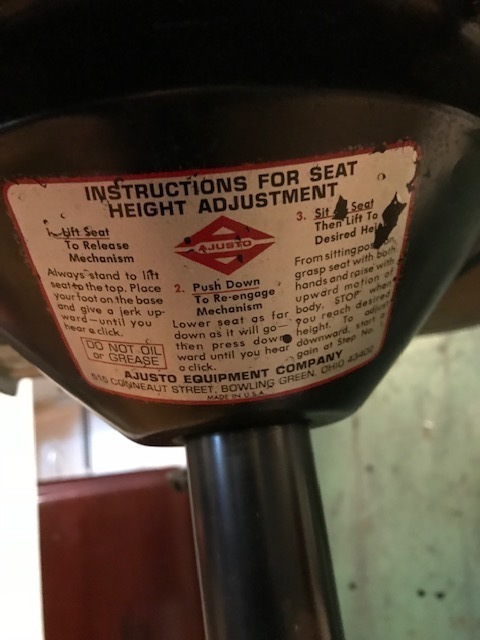 INSTRUCTIONS FOR SEAT
HEIGHT ADJUSTMENT
Lift Seat
To Release
Mechanism
Always stand to lift
seat to the top. Place
your foot on the base
and give a jerk up-
ward—until you
hear a click.
DO NOT OIL
or GREASE
AJUSTO
2. Push Down
To Re-engage
Mechanism
Lower seat as far
down as it will go—
then press down
ward until you hear
a click.
3. Sit Seat
Then Lift To
Desired
From sitting position,
grasp seat with both
hands and raise with
upward motion of
body. STOP when
you reach desired
height. To adjust
downward, start
gain at Step No.
AJUSTO EQUIPMENT COMPANY
515 CONNEAUT STREET, BOWLING GREEN, OHIO 43402
MADE IN U.S.A.